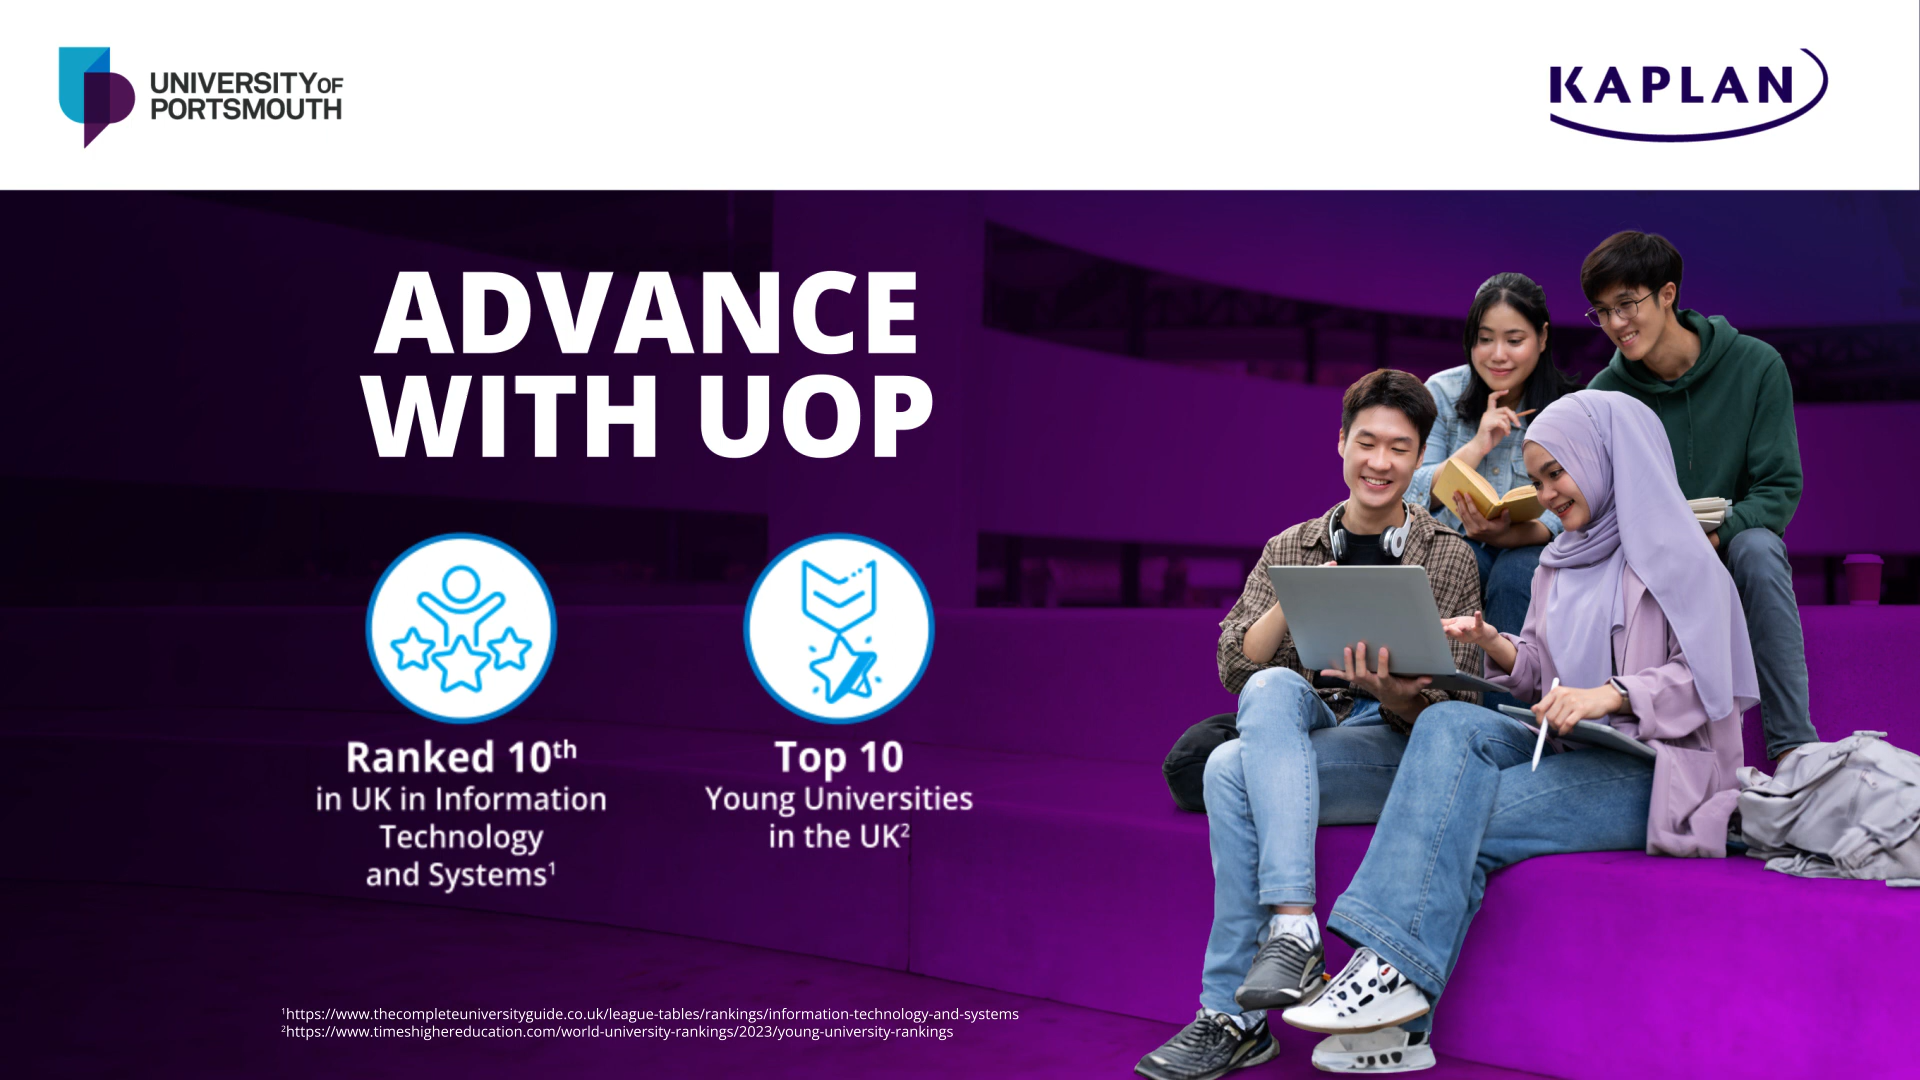 UNIVERSITY OF
PORTSMOUTH
KAPLAN
ADVANCE
WITH UOP
Ranked 10th
in UK in Information
Technology
and Systems¹
Top 10
Young Universities
in the UK²
¹https://www.thecompleteuniversityguide.co.uk/league-tables/rankings/information-technology-and-systems
²https://www.timeshighereducation.com/world-university-rankings/2023/young-university-rankings